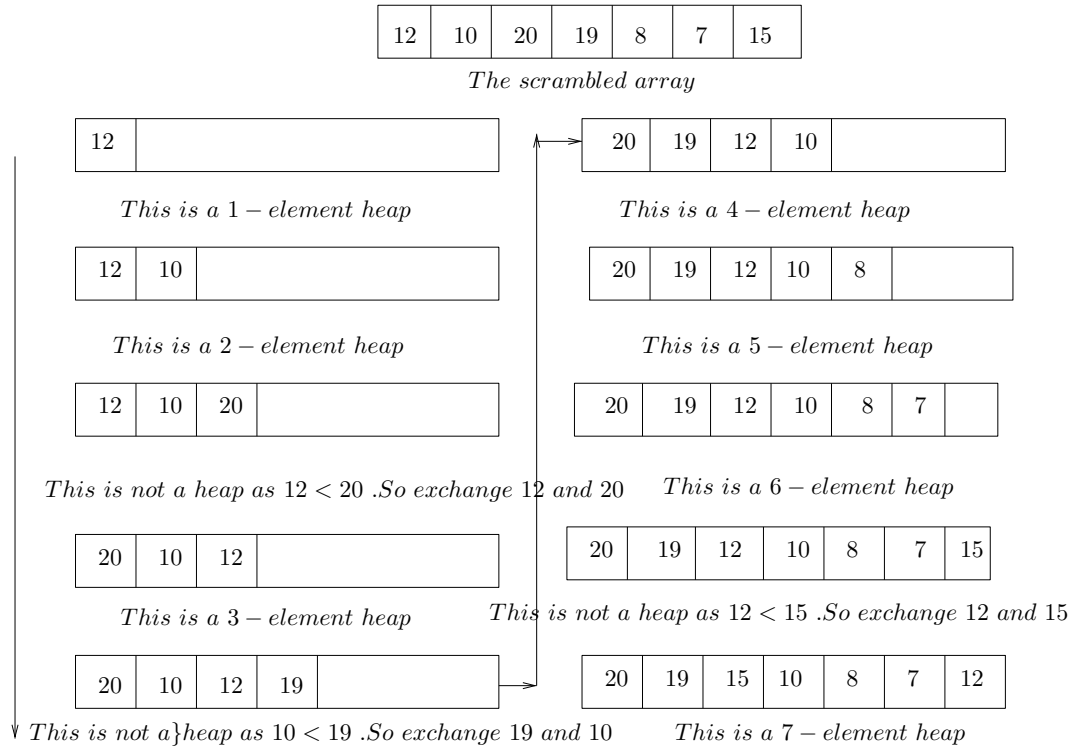 12 10 20 19 8 7 15
The scrambled array
12
This is a 1 − element heap
12 10
This is a 2 − element heap
12 10 20
This is not a heap as 12 < 20 .So exchange 12 and 20
20 10 12
This is a 3 − element heap
20 10 12 19
This is not a}heap as 10 < 19 .So exchange 19 and 10
20 19 12 10
This is a 4 − element heap
20 19 12 10 8
This is a 5 − element heap
20 19 12 10 8 7
This is a 6 − element heap
20 19 12 10 8 7 15
This is not a heap as 12 < 15 .So exchange 12 and 15
20 19 15 10 8 7 12
This is a 7 − element heap